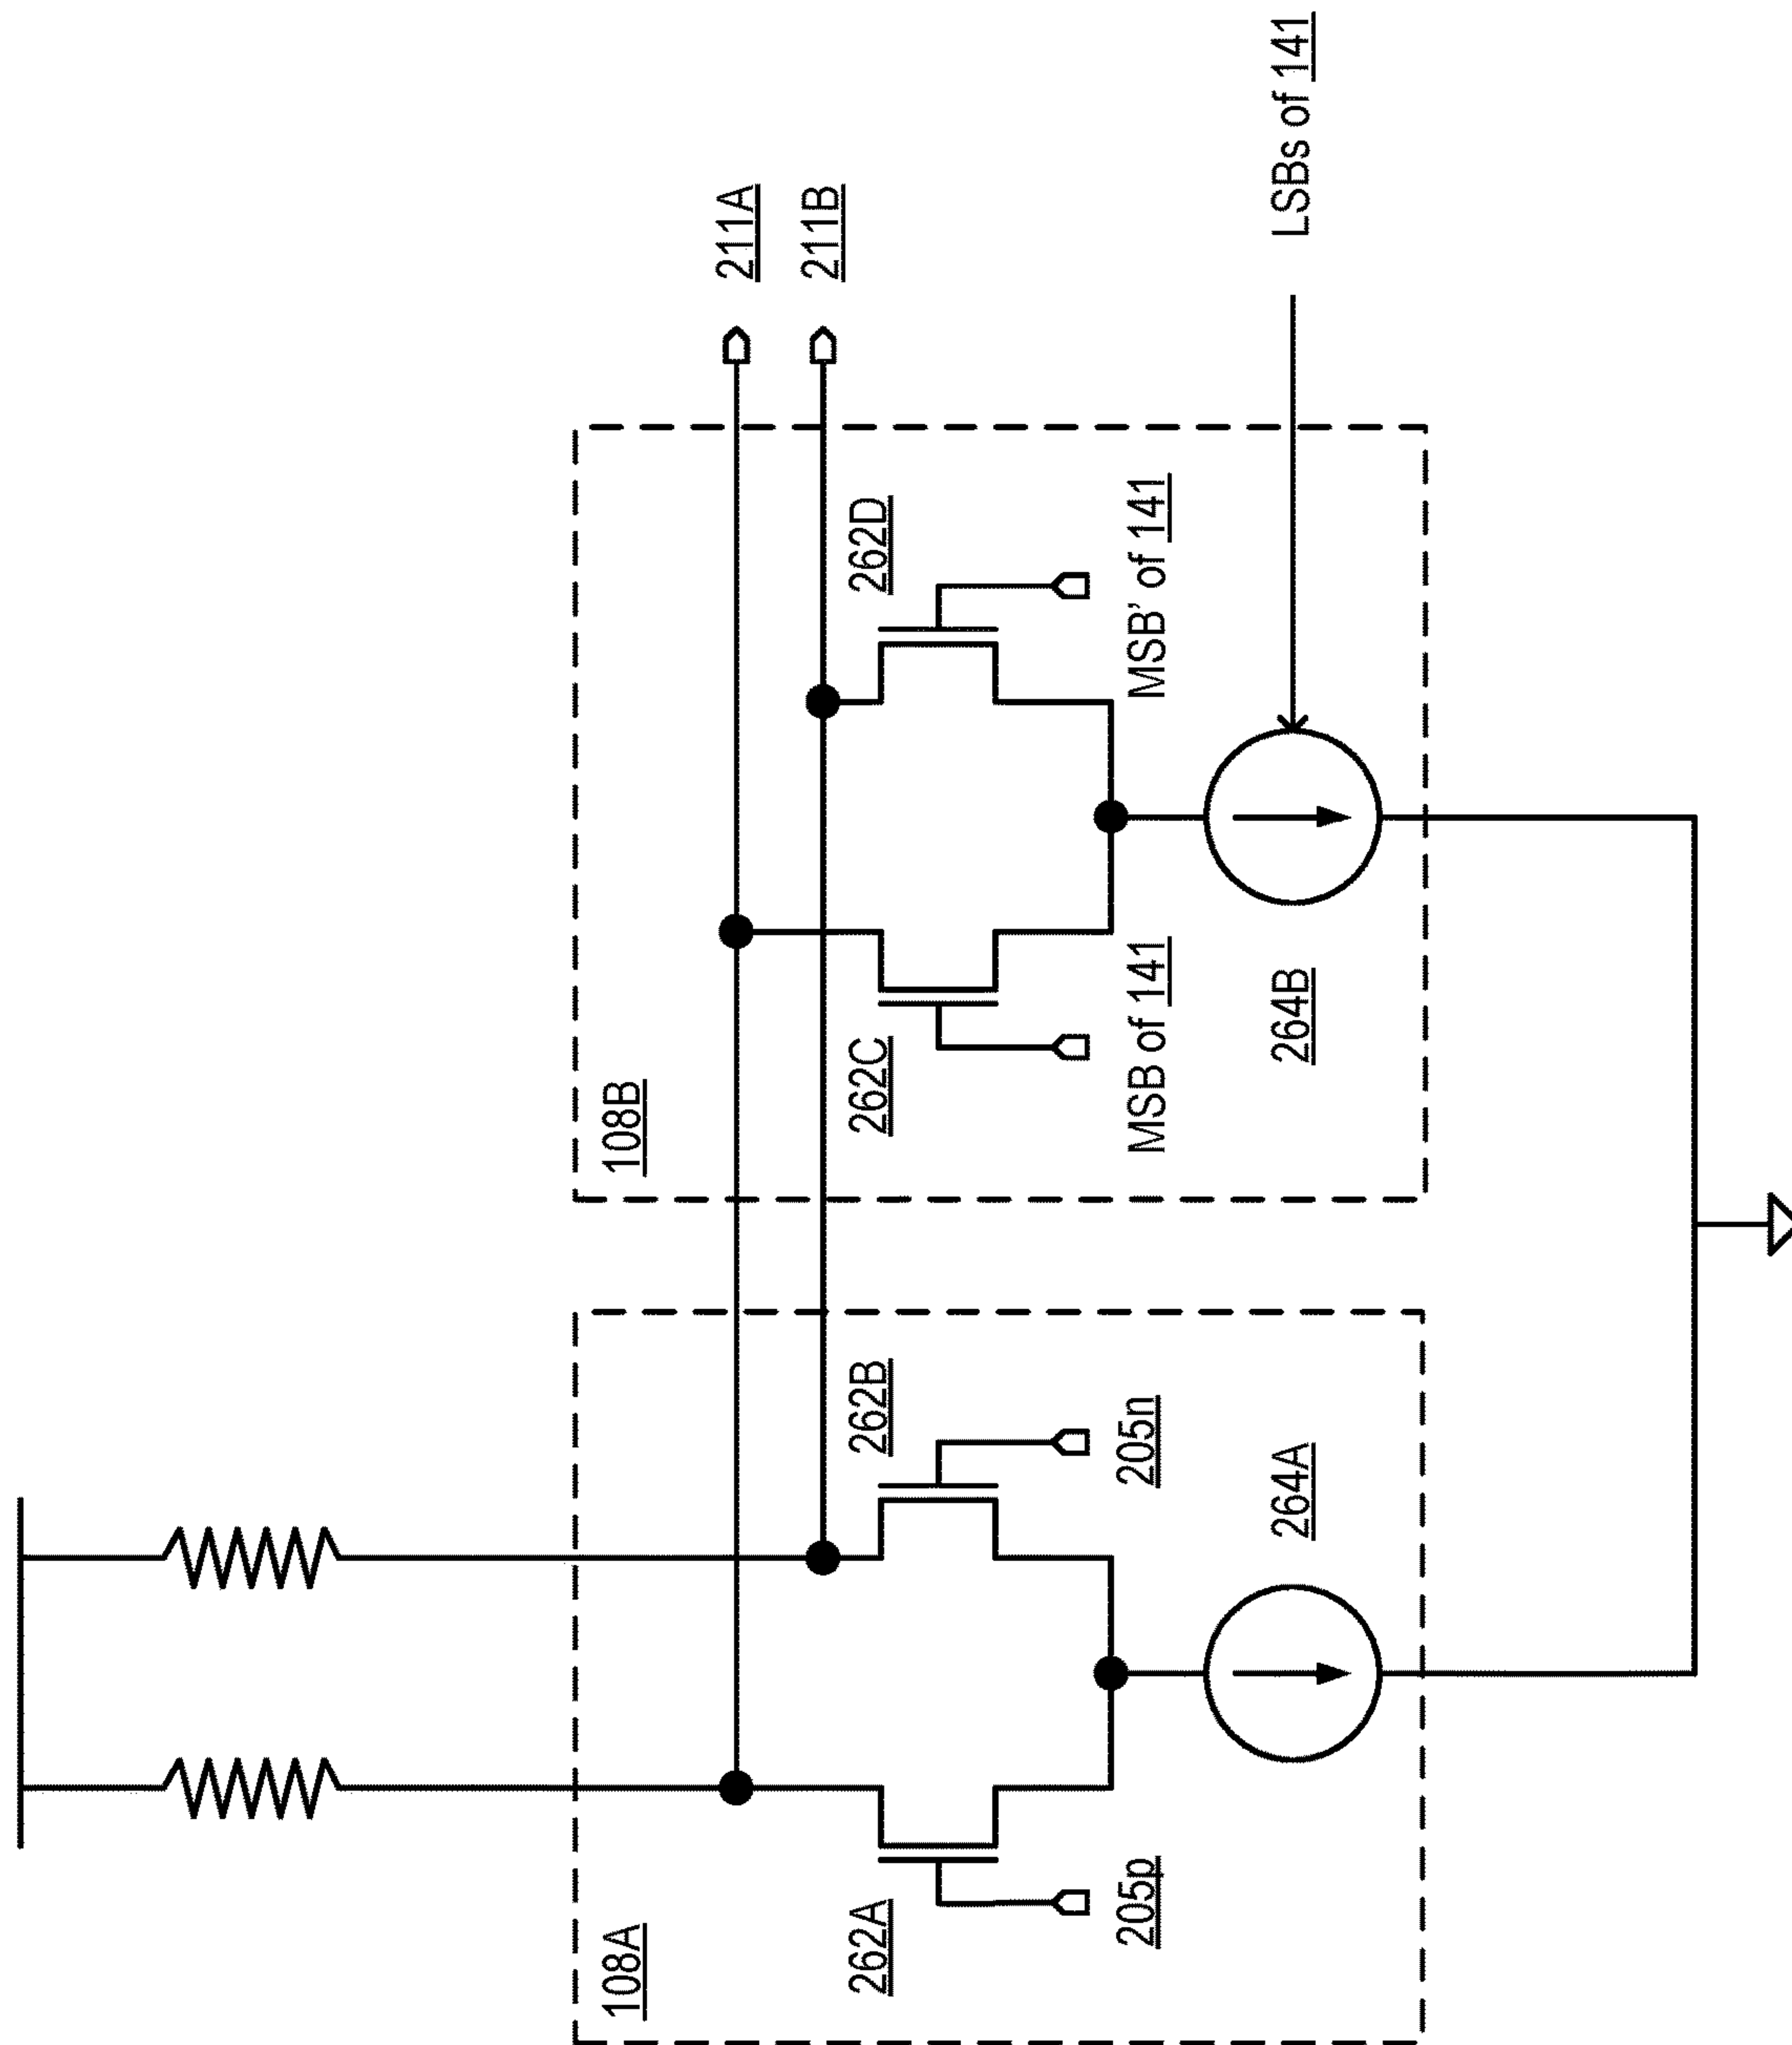 108A
108B
211A
211B
262A
262B
262C
262D
205p
205n
MSB of 141
MSB' of 141
264A
264B
LSBs of 141